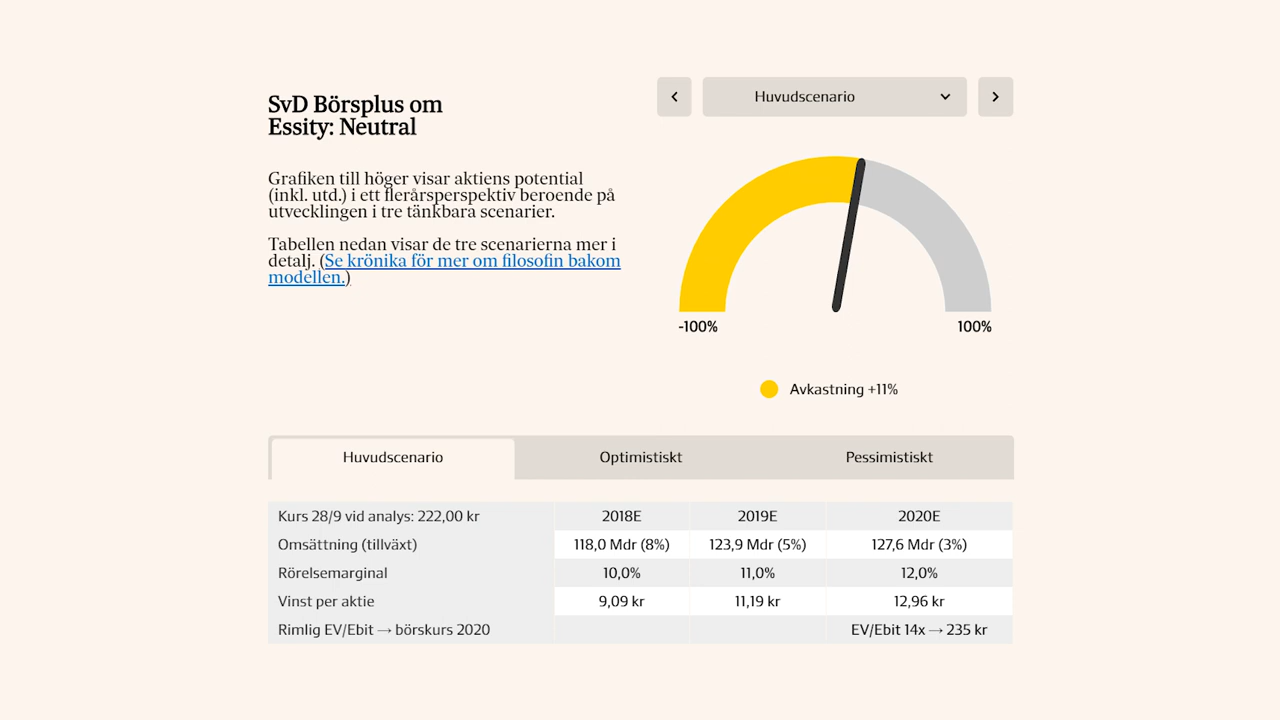 SvD Börsplus om
Essity: Neutral
Grafiken till höger visar aktiens potential
(inkl. utd.) i ett flerårsperspektiv beroende på
utvecklingen i tre tänkbara scenarier.
Tabellen nedan visar de tre scenarierna mer i
detalj. (Se krönika för mer om filosofin bakom
modellen.)
Huvudscenario
-100% 100%
Avkastning +11%
Huvudscenario Optimistiskt Pessimistiskt
Kurs 28/9 vid analys: 222,00 kr 2018E 2019E 2020E
Omsättning (tillväxt) 118,0 Mdr (8%) 123,9 Mdr (5%) 127,6 Mdr (3%)
Rörelsemarginal 10,0% 11,0% 12,0%
Vinst per aktie 9,09 kr 11,19 kr 12,96 kr
Rimlig EV/Ebit → börskurs 2020 EV/Ebit 14x → 235 kr